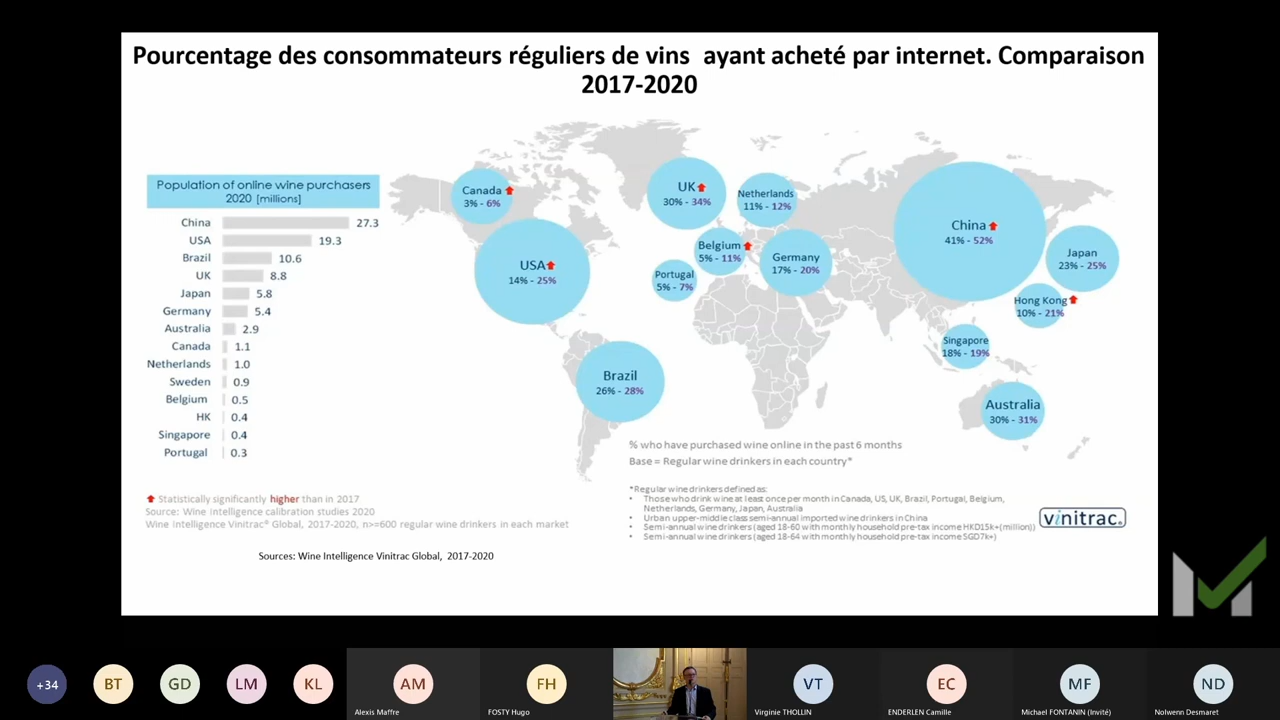 Pourcentage des consommateurs réguliers de vins ayant acheté par internet. Comparaison
2017-2020
Population of online wine purchasers
2020 [millions]
China 27.3
USA 19.3
Brazil 10.6
UK 8.8
Japan 5.8
Germany 5.4
Australia 2.9
Canada 1.1
Netherlands 1.0
Sweden 0.9
Belgium 0.5
HK 0.4
Singapore 0.4
Portugal 0.3
Statistically significantly higher than in 2017
Source: Wine Intelligence calibration studies 2020
Wine Intelligence Vinitrac® Global, 2017-2020, n>=600 regular wine drinkers in each market
Sources: Wine Intelligence Vinitrac Global, 2017-2020
Canada
3% - 6%
USA
14% - 25%
Brazil
26% - 28%
UK
30% - 34%
Netherlands
11% - 12%
Belgium
5% - 11%
Portugal
5% - 7%
Germany
17% - 20%
China
41% - 52%
Japan
23% - 25%
Hong Kong
10% - 21%
Singapore
18% - 19%
Australia
30% - 31%
% who have purchased wine online in the past 6 months
Base = Regular wine drinkers in each country*
*Regular wine drinkers defined as:
• Those who drink wine at least once per month in Canada, US, UK, Brazil, Portugal, Belgium,
Netherlands, Germany, Japan, Australia
• Urban upper-middle class semi-annual imported wine drinkers in China
• Semi-annual wine drinkers (aged 18-60 with monthly household pre-tax income HKD15k+(million))
• Semi-annual wine drinkers (aged 18-64 with monthly household pre-tax income SGD7k+)
vinitrac.
+34
BT
GD
LM
KL
AM
FH
VT
EC
MF
ND
Alexis Maffre
FOSTY Hugo
Virginie THOLLIN
ENDERLEN Camille
Michael FONTANIN (Invité)
Nolwenn Desmaret